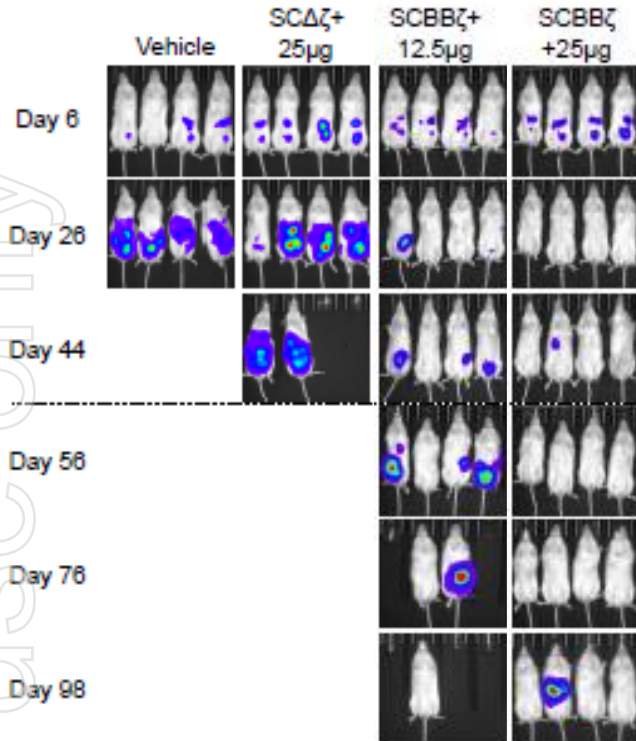 Vehicle
SCΔζ+
25µg
SCBBζ+
12.5µg
SCBBζ
+25µg
Day 6
Day 26
Day 44
Day 56
Day 76
Day 98